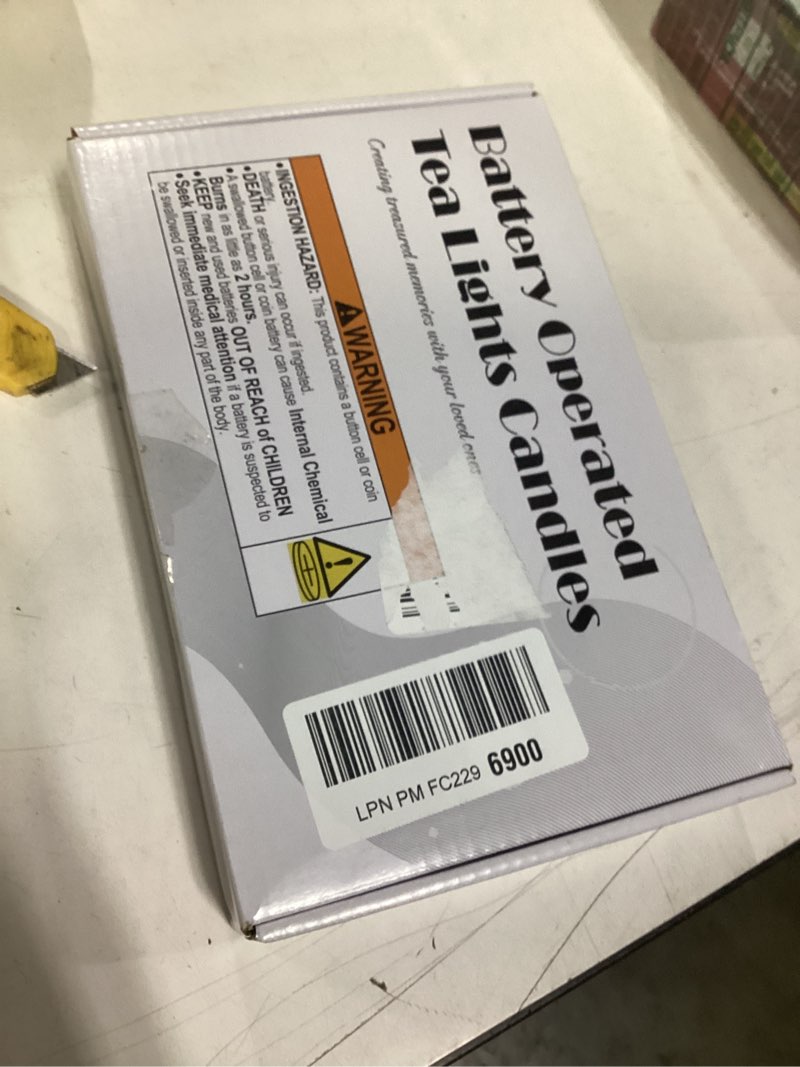 Battery Operated
Tea Lights Candles
Creating treasured memories with your loved ones
WARNING
•INGESTION HAZARD: This product contains a button cell or coin
battery.
•DEATH or serious injury can occur if ingested.
•A swallowed button cell or coin battery can cause Internal Chemical
Burns in as little as 2 hours.
•KEEP new and used batteries OUT OF REACH of CHILDREN
•Seek immediate medical attention if a battery is suspected to
be swallowed or inserted inside any part of the body.
LPN PM FC229 6900